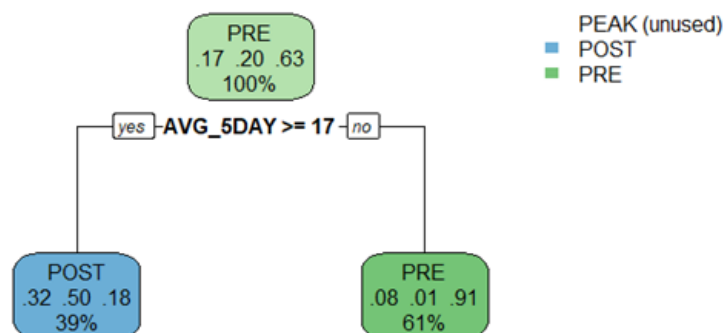 PRE
.17 .20 .63
100%
PEAK (unused)
POST
PRE
yes AVG_5DAY >= 17 no
POST
.32 .50 .18
39%
PRE
.08 .01 .91
61%